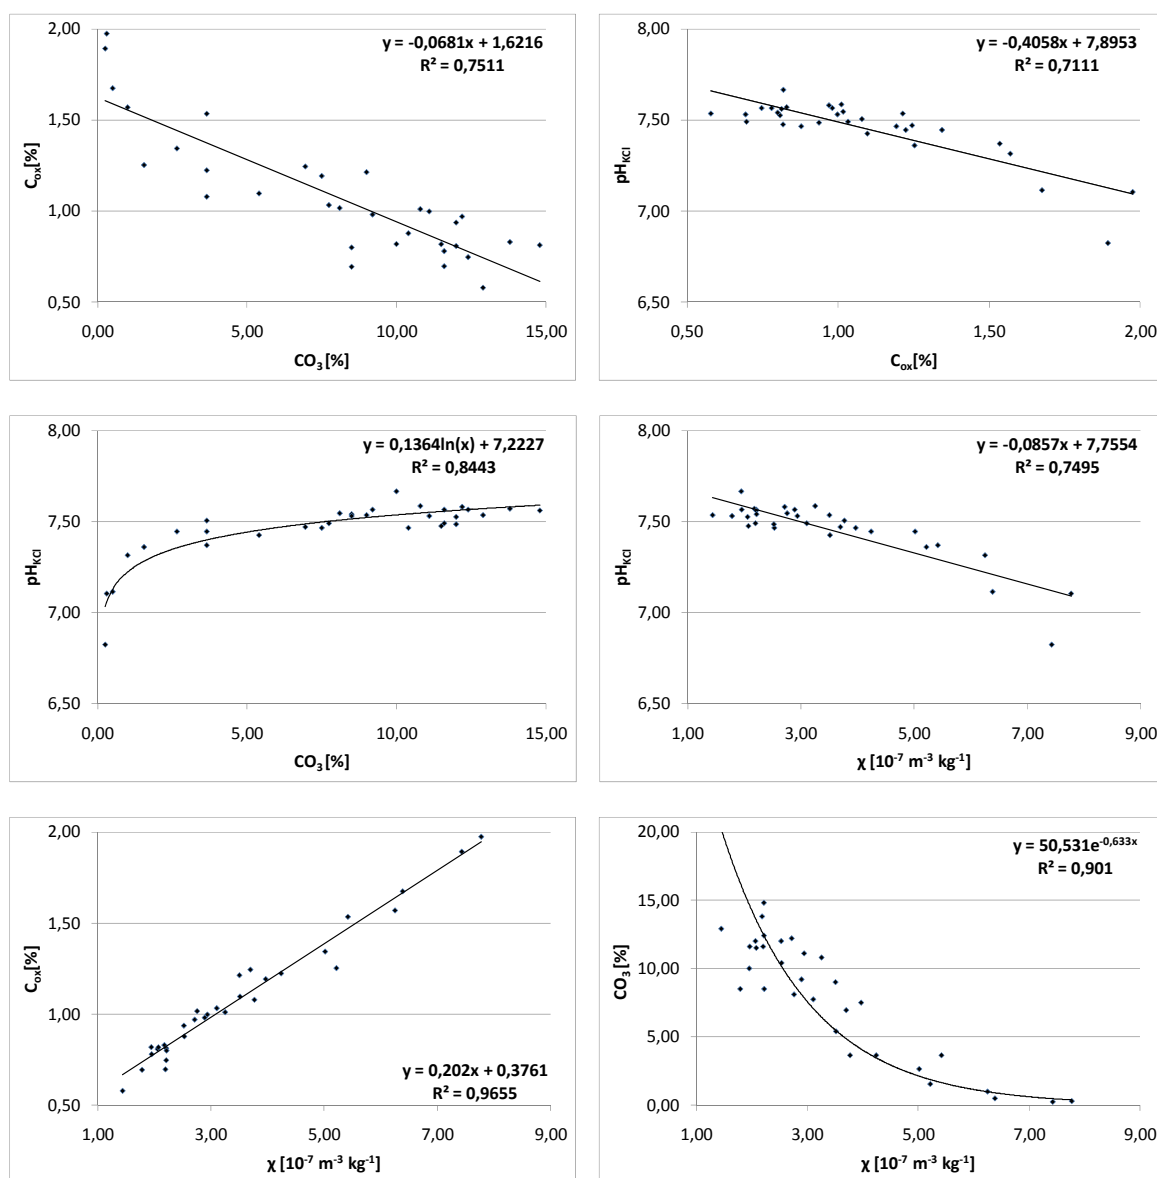 y = -0,0681x + 1,6216
R² = 0,7511
2,00
1,50
1,00
0,50
Cox[%]
0,00 5,00 10,00 15,00
CO3[%]
y = -0,4058x + 7,8953
R² = 0,7111
8,00
7,50
7,00
6,50
pHKCl
0,50 1,00 1,50 2,00
Cox[%]
y = 0,1364ln(x) + 7,2227
R² = 0,8443
8,00
7,50
7,00
6,50
pHKCl
0,00 5,00 10,00 15,00
CO3[%]
y = -0,0857x + 7,7554
R² = 0,7495
8,00
7,50
7,00
6,50
pHKCl
1,00 3,00 5,00 7,00 9,00
χ [10⁻⁷ m⁻³ kg⁻¹]
2,00
1,50
1,00
0,50
Cox[%]
y = 0,202x + 0,3761
R² = 0,9655
1,00 3,00 5,00 7,00 9,00
χ [10⁻⁷ m⁻³ kg⁻¹]
y = 50,531e-0,633x
R² = 0,901
20,00
15,00
10,00
5,00
0,00
CO3[%]
1,00 3,00 5,00 7,00 9,00
χ [10⁻⁷ m⁻³ kg⁻¹]